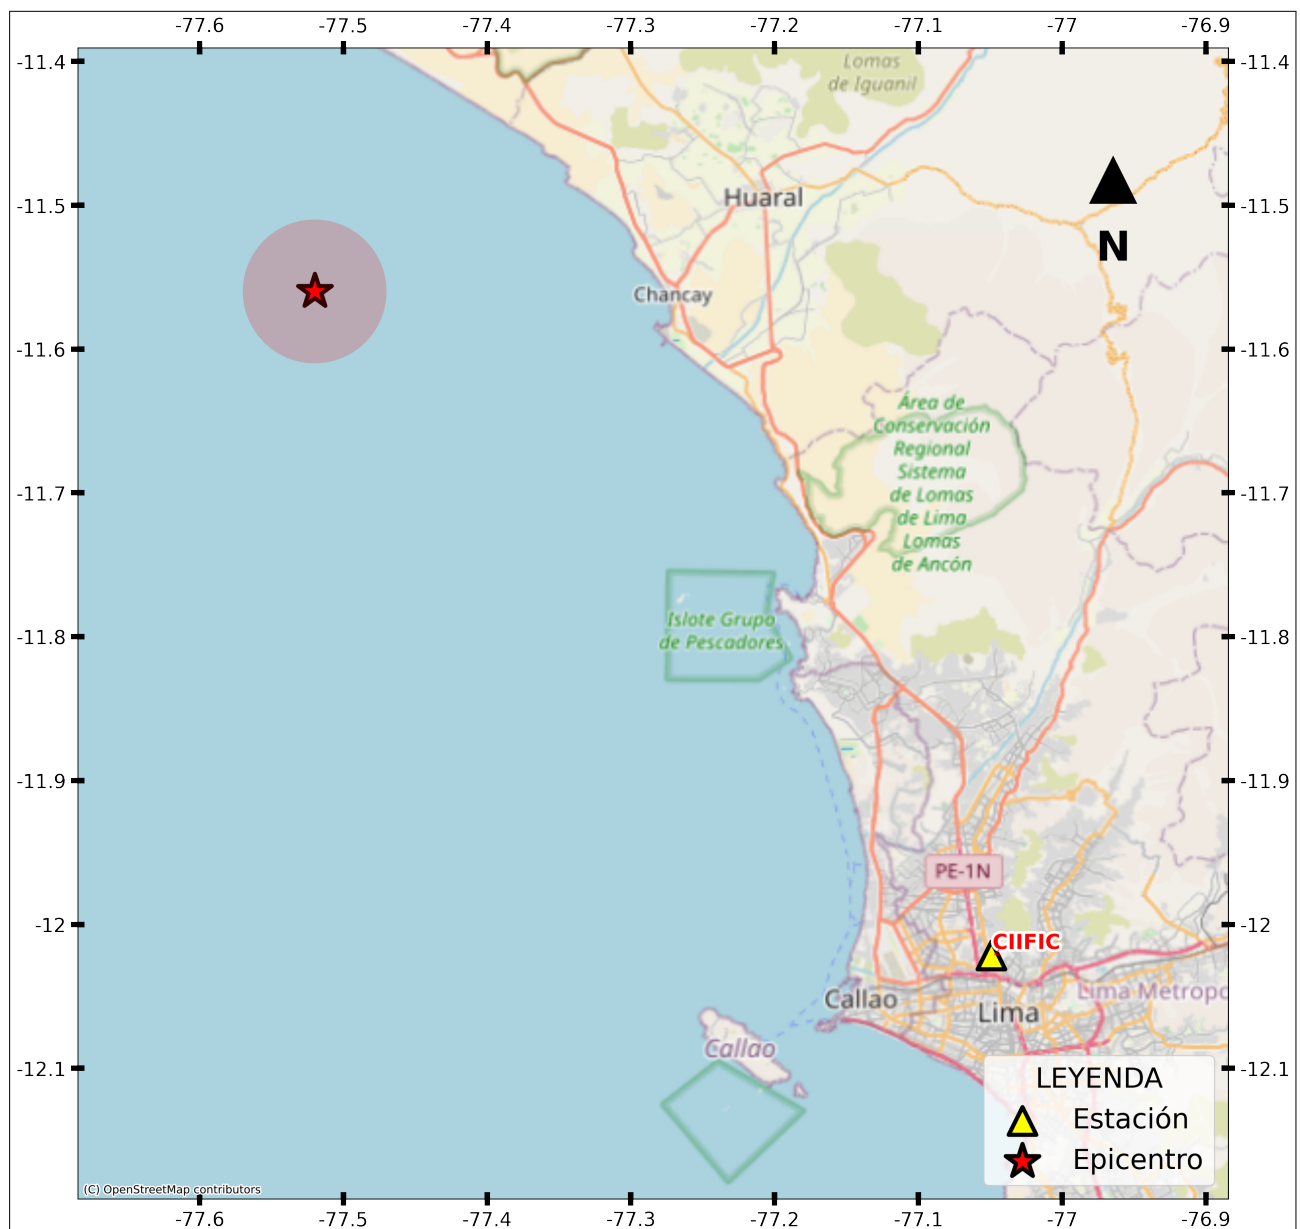 -77.6 -77.5 -77.4 -77.3 -77.2 -77.1 -77 -76.9
-11.4 -11.4
Lomas
de Iguanil
Huaral
-11.5 -11.5
N
Chancay
-11.6 -11.6
Área de
Conservación
Regional
Sistema
de Lomas
de Lima
Lomas
de Ancón
-11.7 -11.7
Islote Grupo
de Pescadores
-11.8 -11.8
-11.9 -11.9
PE-1N
-12 -12
CIIFIC
Callao
Lima
Lima Metropo
Callao
-12.1 -12.1
LEYENDA
Estación
Epicentro
(C) OpenStreetMap contributors
-77.6 -77.5 -77.4 -77.3 -77.2 -77.1 -77 -76.9